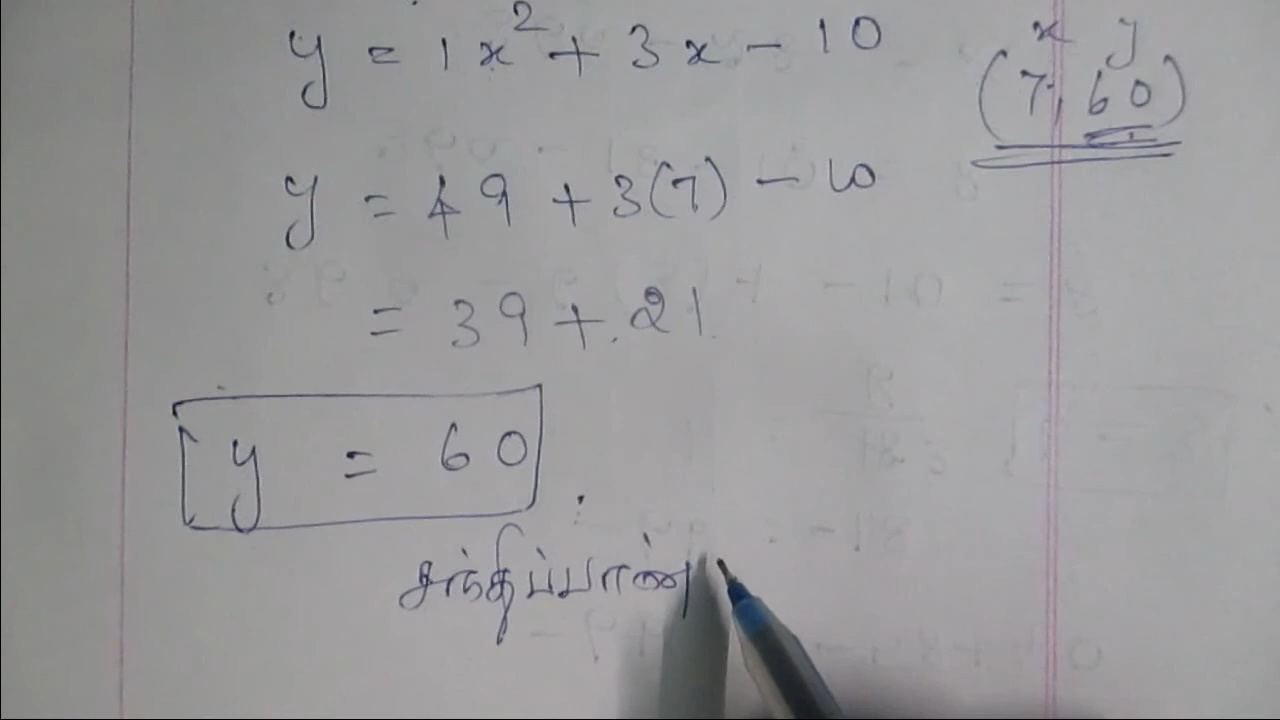 y = 1x² + 3x - 10
x y
(7, 60)
y = 49 + 3(7) - 10
= 39 + 21
y = 60
சந்திப்பாண்